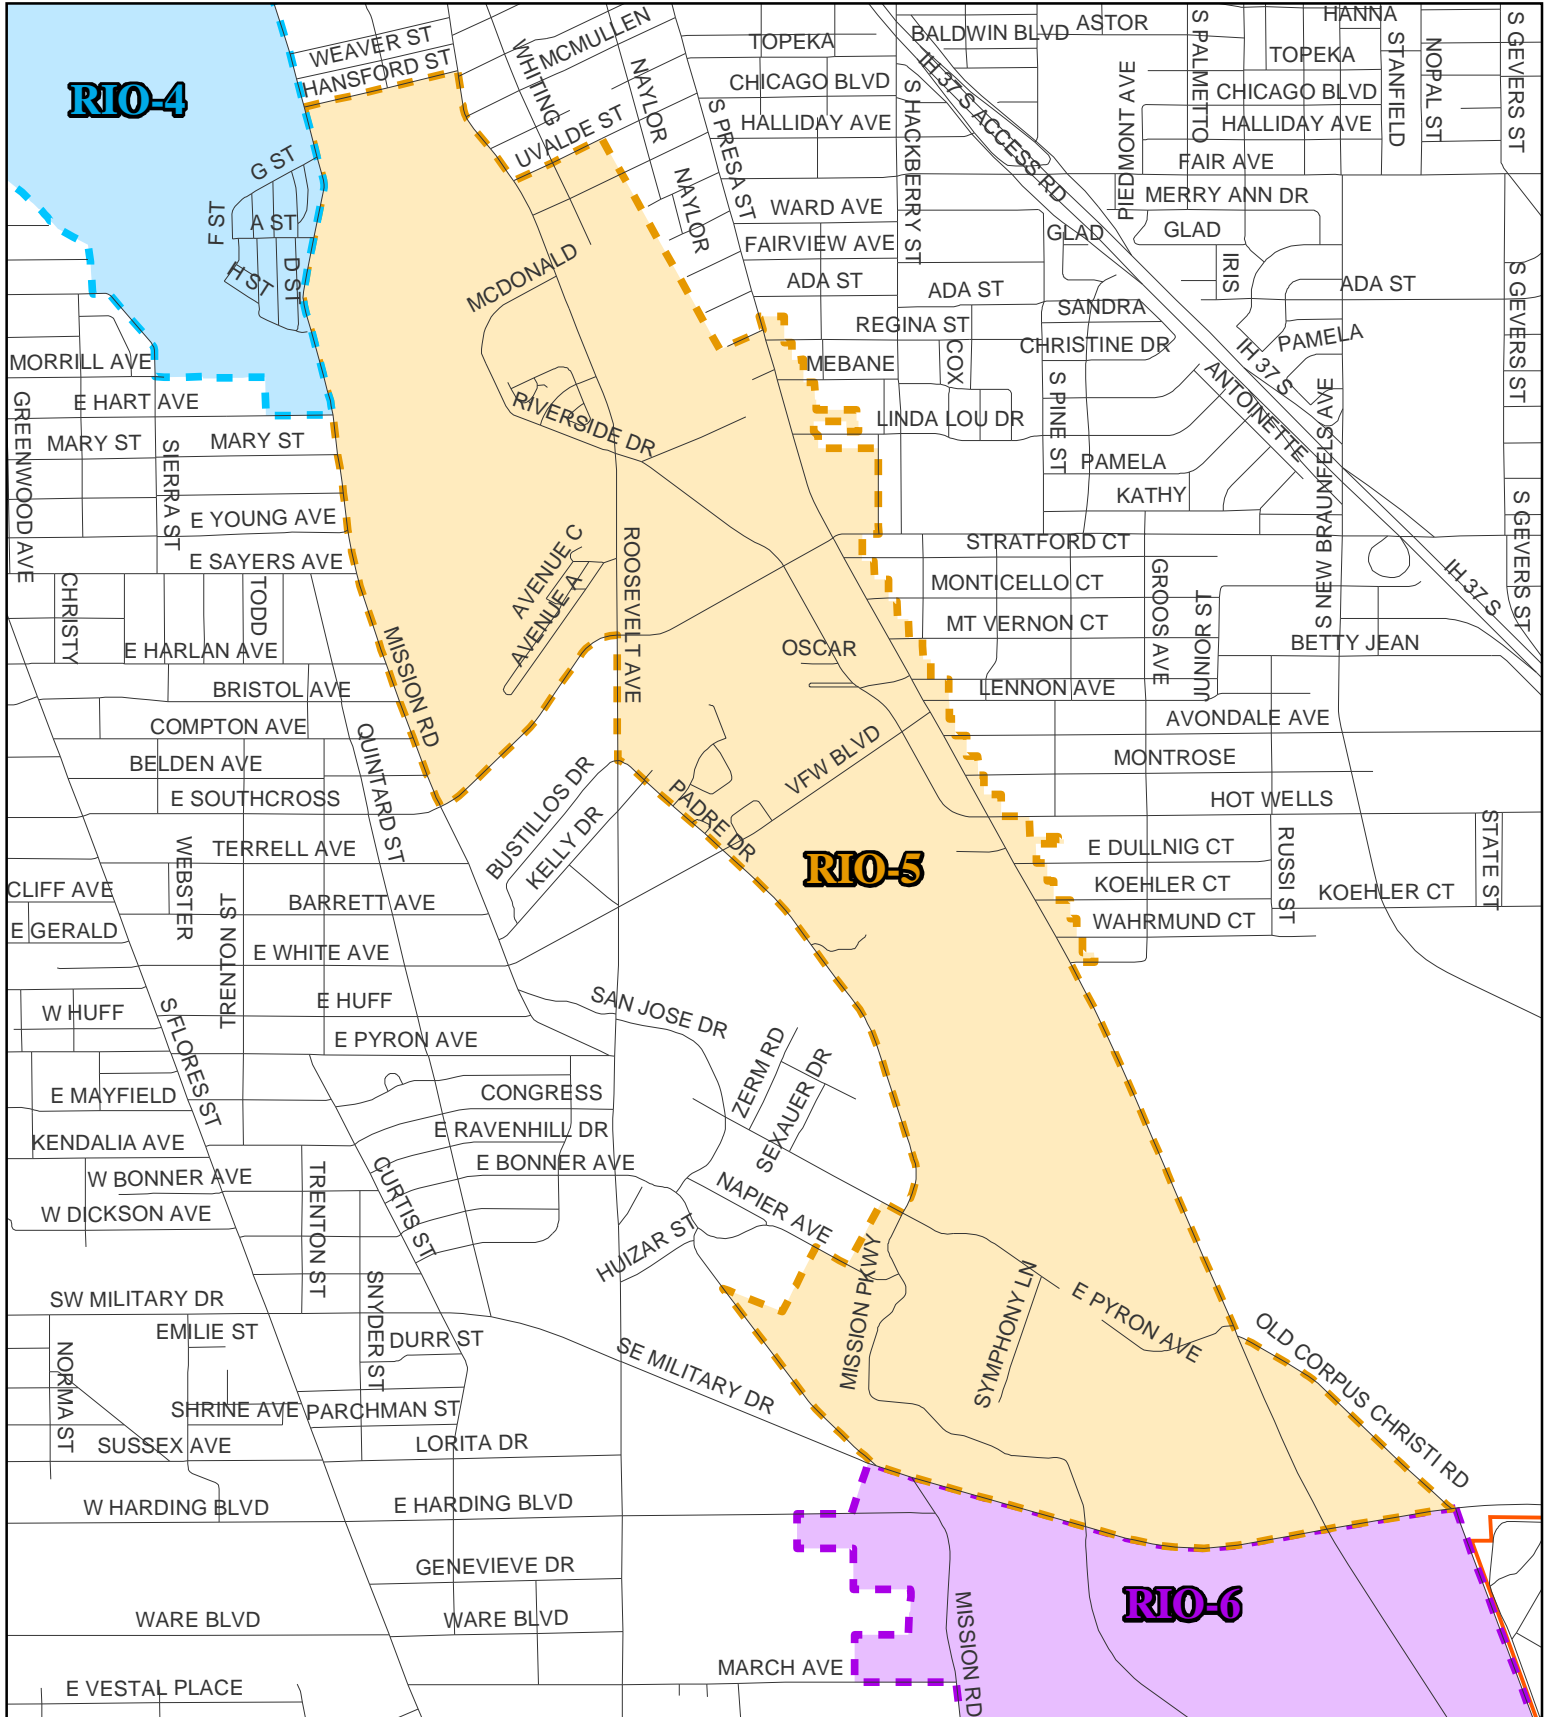 WEAVER ST
HANSFORD ST
WHITING
MCMULLEN
TOPEKA
BALDWIN BLVD
ASTOR
S PALMETTO
HANNA
TOPEKA
STANFIELD
NOPAL ST
S GEVERS ST
RIO-4
NAYLOR
CHICAGO BLVD
IH 37 S ACCESS RD
PIEDMONT AVE
CHICAGO BLVD
S PRESA ST
HALLIDAY AVE
S HACKBERRY ST
HALLIDAY AVE
UVALDE ST
G ST
FAIR AVE
NAYLOR
MERRY ANN DR
F ST
A ST
WARD AVE
GLAD
GLAD
NAYLOR
FAIRVIEW AVE
H ST
D ST
MCDONALD
ADA ST
ADA ST
IRIS
ADA ST
S GEVERS ST
SANDRA
REGINA ST
CHRISTINE DR
IH 37 S
PAMELA
MORRILL AVE
MEBANE
COX
ANTOINETTE
GREENWOOD AVE
E HART AVE
RIVERSIDE DR
LINDA LOU DR
S PINE ST
S NEW BRAUNFELS AVE
MARY ST
SIERRA ST
MARY ST
PAMELA
KATHY
S GEVERS ST
E YOUNG AVE
AVENUE C
ROOSEVELT AVE
STRATFORD CT
E SAYERS AVE
AVENUE A
MONTICELLO CT
GROOS AVE
JUNIOR ST
IH 37 S
CHRISTY
TODD
MT VERNON CT
BETTY JEAN
E HARLAN AVE
MISSION RD
OSCAR
BRISTOL AVE
LENNON AVE
COMPTON AVE
QUINTARD ST
AVONDALE AVE
BELDEN AVE
VFW BLVD
MONTROSE
E SOUTHCROSS
BUSTILLOS DR
PADRE DR
HOT WELLS
STATE ST
WEBSTER
TERRELL AVE
KELLY DR
RIO-5
E DULLNIG CT
RUSSI ST
CLIFF AVE
KOEHLER CT
KOEHLER CT
TRENTON ST
BARRETT AVE
E GERALD
WAHRMUND CT
E WHITE AVE
S FLORES ST
W HUFF
E HUFF
SAN JOSE DR
E PYRON AVE
ZERM RD
SEXAUER DR
E MAYFIELD
CONGRESS
KENDALIA AVE
E RAVENHILL DR
W BONNER AVE
TRENTON ST
CURTIS ST
E BONNER AVE
NAPIER AVE
W DICKSON AVE
HUIZAR ST
MISSION PKWY
SW MILITARY DR
SNYDER ST
SYMPHONY LN
E PYRON AVE
OLD CORPUS CHRISTI RD
EMILIE ST
DURR ST
NORMA ST
SE MILITARY DR
SHRINE AVE
PARCHMAN ST
SUSSEX AVE
LORITA DR
W HARDING BLVD
E HARDING BLVD
GENEVIEVE DR
MISSION RD
RIO-6
WARE BLVD
WARE BLVD
MARCH AVE
E VESTAL PLACE